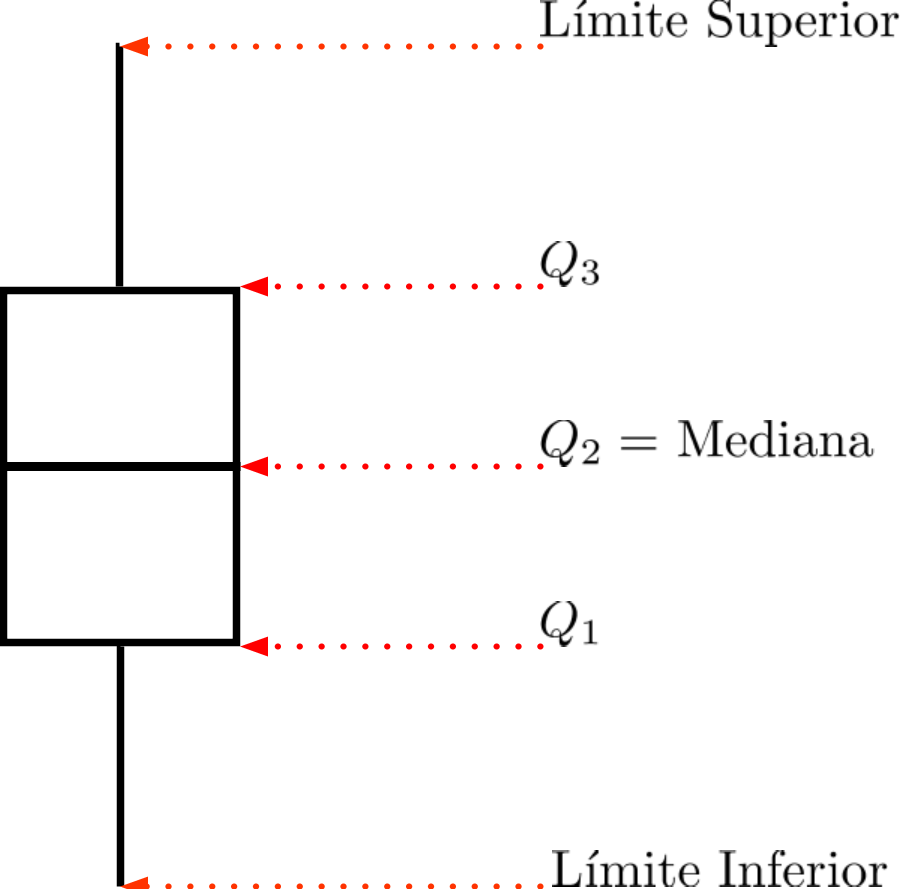 Límite Superior
Q₃
Q₂ = Mediana
Q₁
Límite Inferior